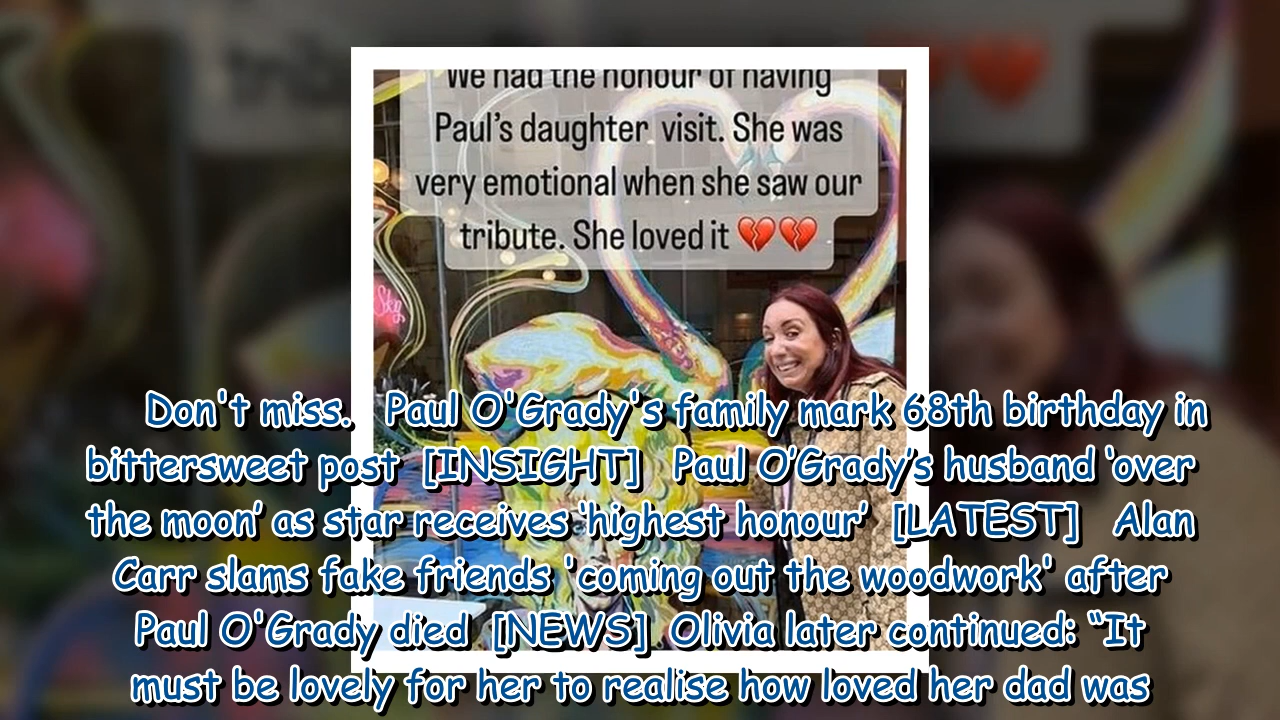 We had the honour of having
Paul's daughter visit. She was
very emotional when she saw our
tribute. She loved it 💔💔
Sky
Don't miss. Paul O'Grady's family mark 68th birthday in
bittersweet post [INSIGHT] Paul O’Grady’s husband ‘over
the moon’ as star receives ‘highest honour’ [LATEST] Alan
Carr slams fake friends 'coming out the woodwork' after
Paul O'Grady died [NEWS] Olivia later continued: “It
must be lovely for her to realise how loved her dad was